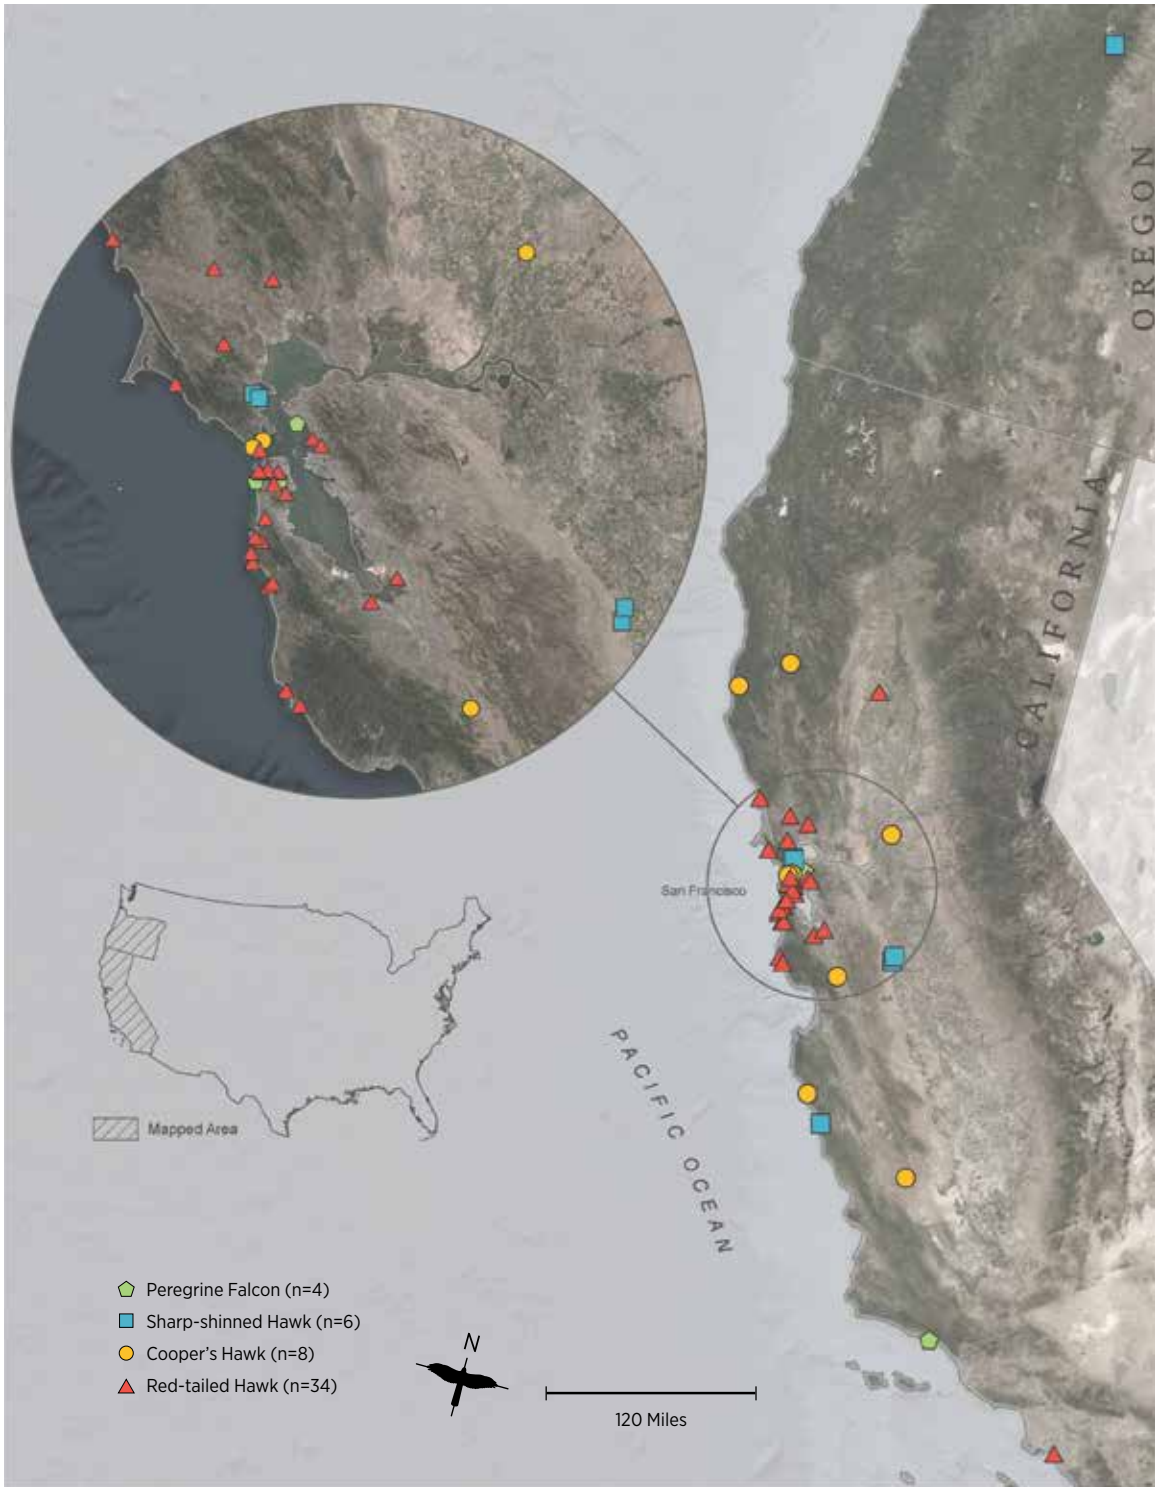 OREGON
CALIFORNIA
San Francisco
PACIFIC OCEAN
Mapped Area
Peregrine Falcon (n=4)
Sharp-shinned Hawk (n=6)
Cooper's Hawk (n=8)
Red-tailed Hawk (n=34)
N
120 Miles